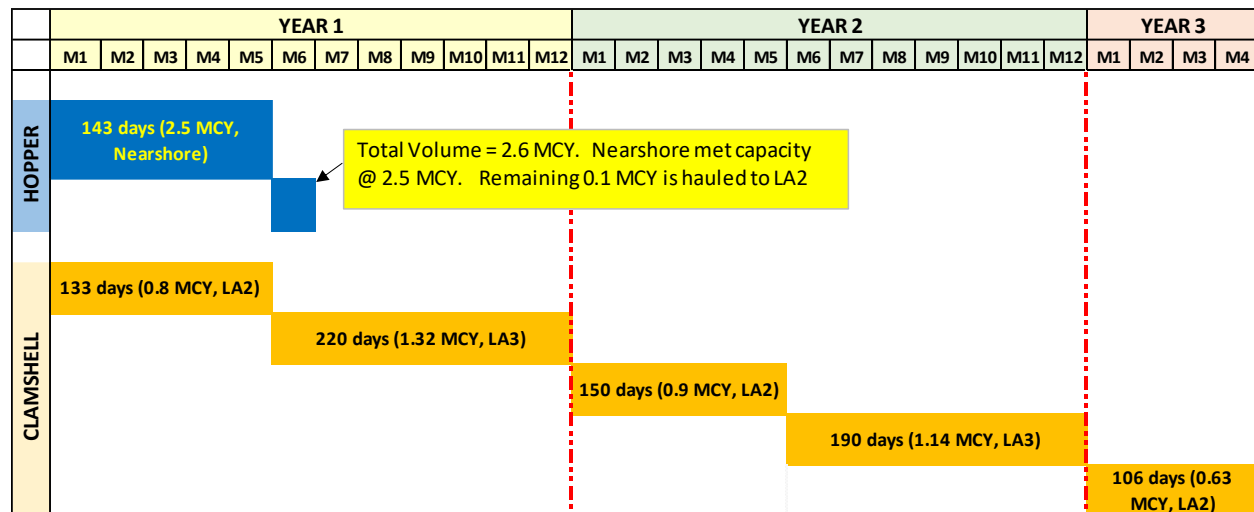 YEAR 1 YEAR 2 YEAR 3
M1 M2 M3 M4 M5 M6 M7 M8 M9 M10 M11 M12 M1 M2 M3 M4 M5 M6 M7 M8 M9 M10 M11 M12 M1 M2 M3 M4
HOPPER
143 days (2.5 MCY,
Nearshore)
Total Volume = 2.6 MCY. Nearshore met capacity
@ 2.5 MCY. Remaining 0.1 MCY is hauled to LA2
CLAMSHELL
133 days (0.8 MCY, LA2)
220 days (1.32 MCY, LA3)
150 days (0.9 MCY, LA2)
190 days (1.14 MCY, LA3)
106 days (0.63
MCY, LA2)